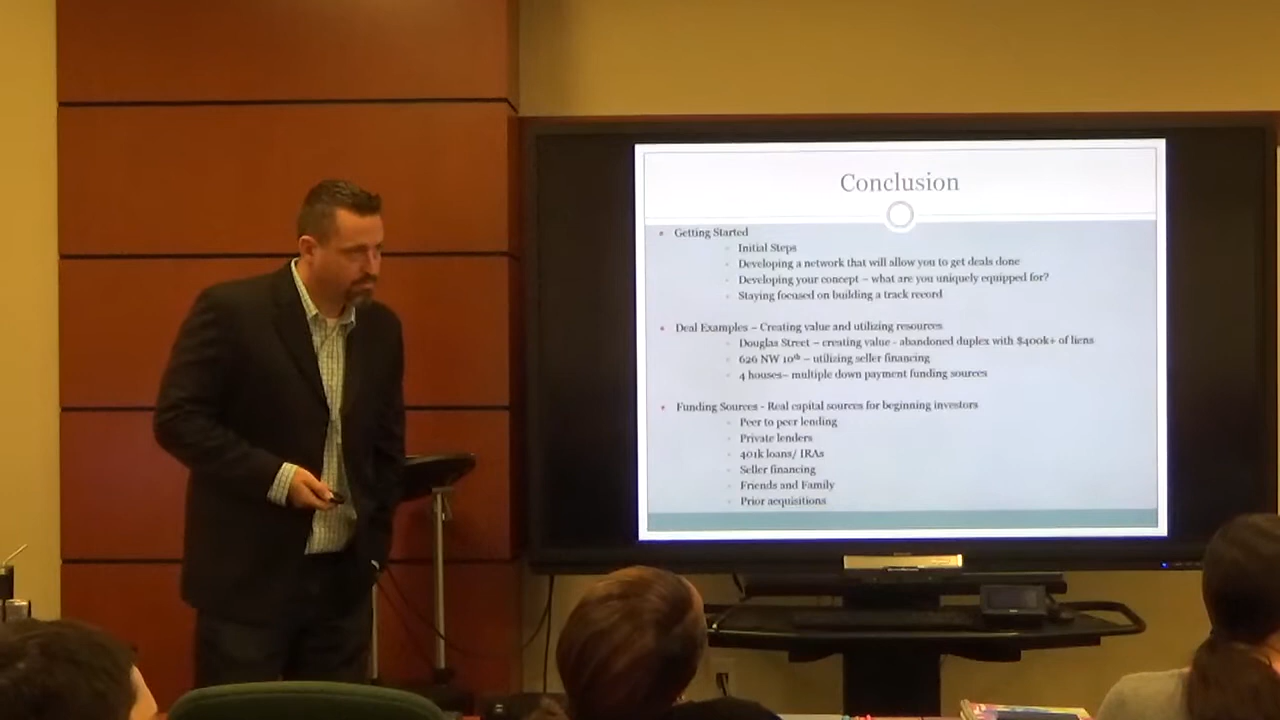 Conclusion
Getting Started
Initial Steps
Developing a network that will allow you to get deals done
Developing your concept – what are you uniquely equipped for?
Staying focused on building a track record
Deal Examples – Creating value and utilizing resources
Douglas Street – creating value - abandoned duplex with $400k+ of liens
626 NW 10th – utilizing seller financing
4 houses– multiple down payment funding sources
Funding Sources - Real capital sources for beginning investors
Peer to peer lending
Private lenders
401k loans/ IRAs
Seller financing
Friends and Family
Prior acquisitions